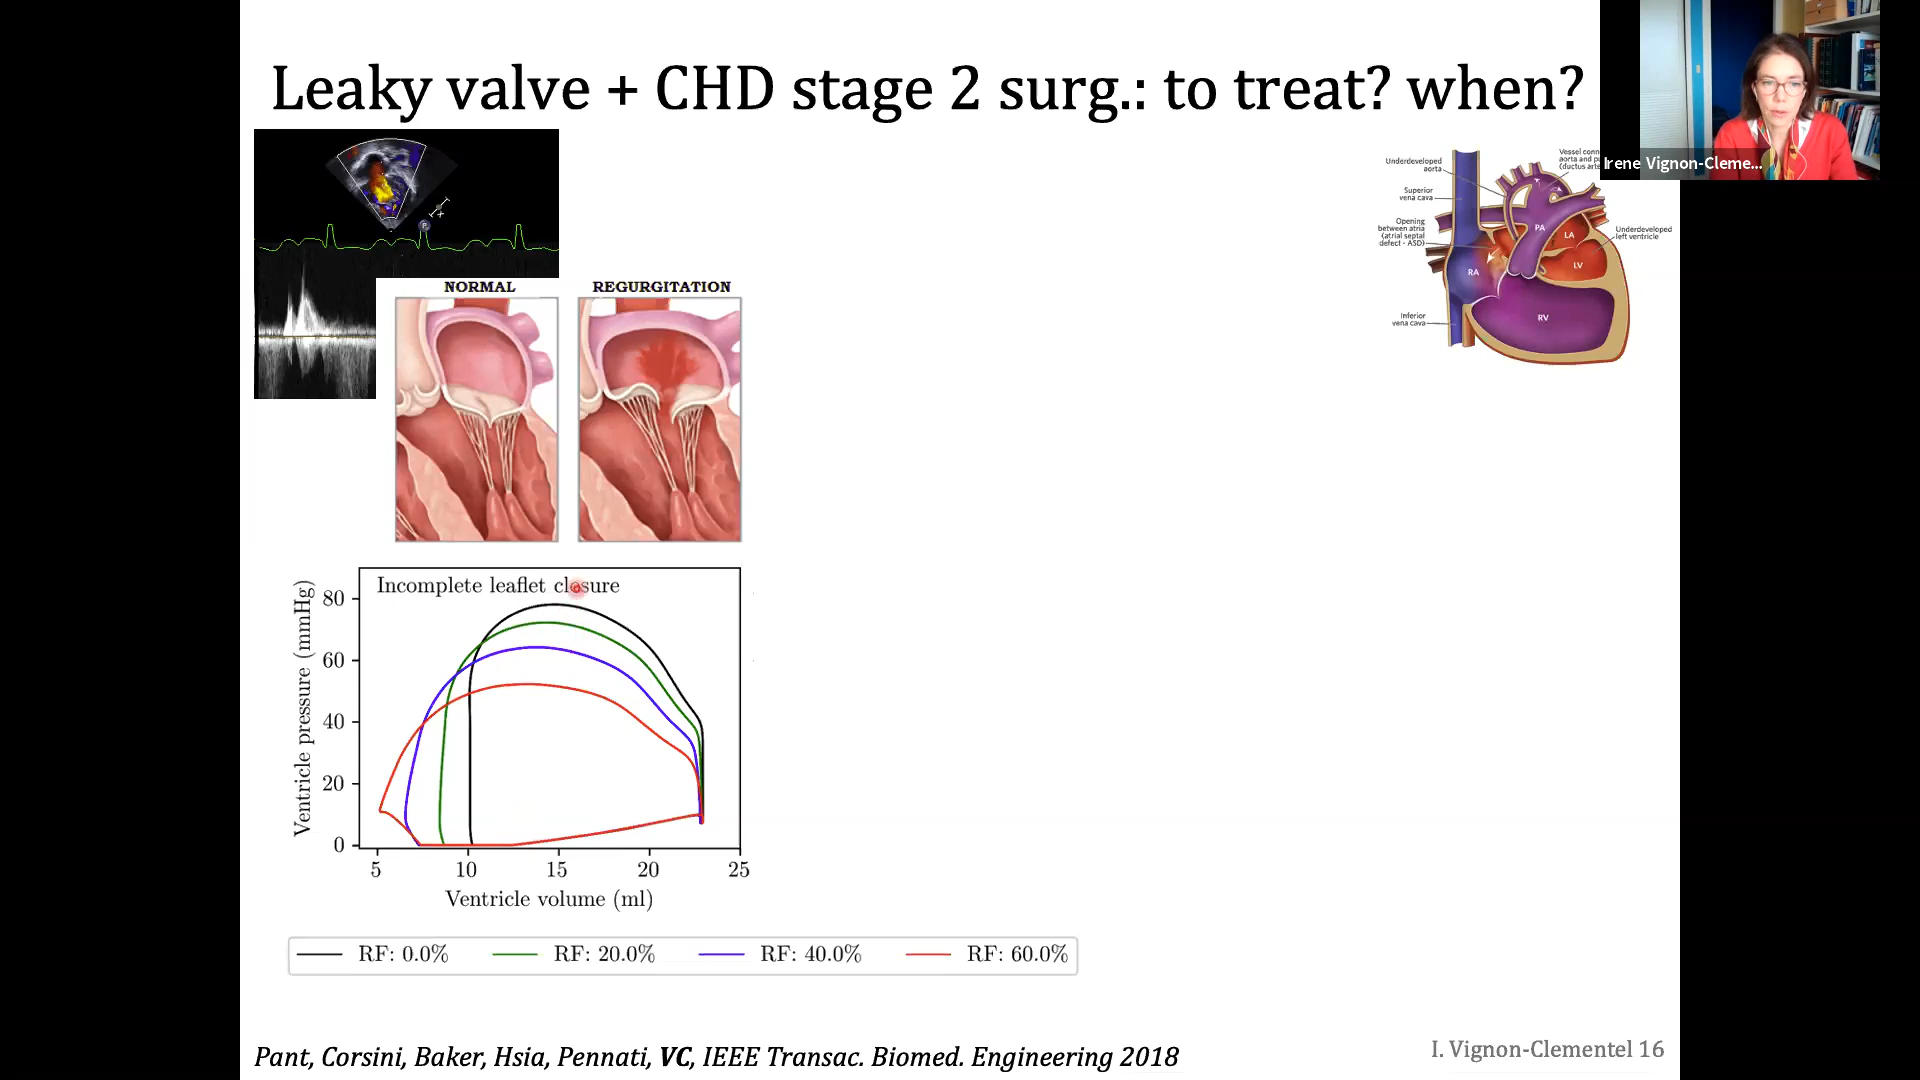 Leaky valve + CHD stage 2 surg.: to treat? when?
Irene Vignon-Cleme...
P
NORMAL
REGURGITATION
Underdeveloped
aorta
Superior
vena cava
Opening
between atria
(atrial septal
defect - ASD)
Inferior
vena cava
Vessel conn
aorta and pu
(ductus arte
Underdeveloped
left ventricle
PA
LA
LV
RA
RV
Incomplete leaflet closure
Ventricle pressure (mmHg)
80
60
40
20
0
5 10 15 20 25
Ventricle volume (ml)
RF: 0.0% RF: 20.0% RF: 40.0% RF: 60.0%
Pant, Corsini, Baker, Hsia, Pennati, VC, IEEE Transac. Biomed. Engineering 2018
I. Vignon-Clementel 16